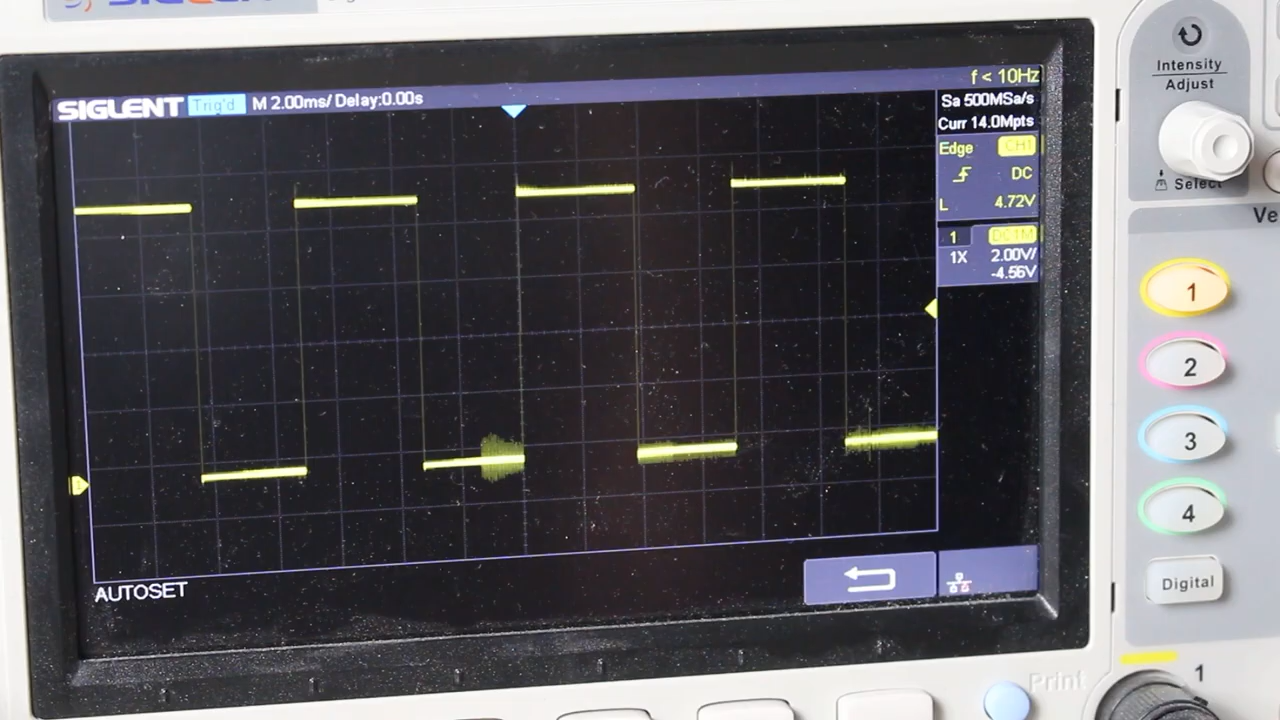 f < 10Hz
SIGLENT Trig'd M 2.00ms/ Delay:0.00s
Sa 500MSa/s
Curr 14.0Mpts
Edge CH1
DC
L 4.72V
1 DC1M
1X 2.00V/
-4.56V
AUTOSET
Intensity
Adjust
Select
Ve
1
2
3
4
Digital
Print
1